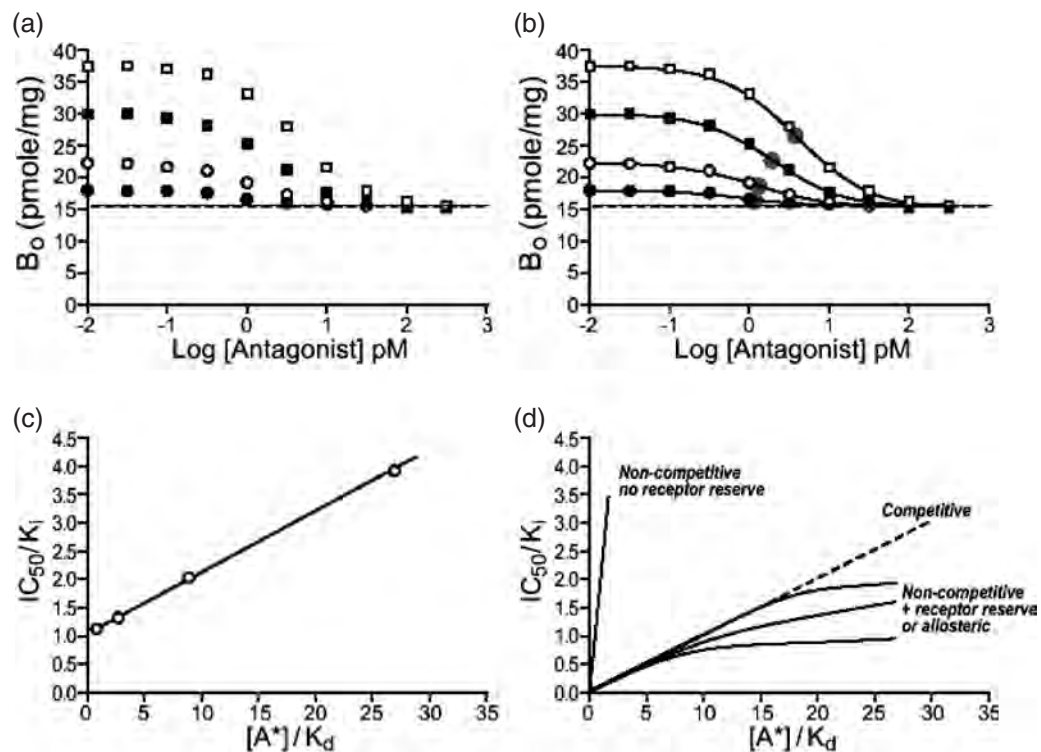 (a)
40
35
30
25
20
15
10
5
0
B₀ (pmole/mg)
-2 -1 0 1 2 3
Log [Antagonist] pM
(b)
40
35
30
25
20
15
10
5
0
B₀ (pmole/mg)
-2 -1 0 1 2 3
Log [Antagonist] pM
(c)
4.5
4.0
3.5
3.0
2.5
2.0
1.5
1.0
0.5
0.0
IC₅₀/Kᵢ
0 5 10 15 20 25 30 35
[A*] / K_d
(d)
4.5
4.0
3.5
3.0
2.5
2.0
1.5
1.0
0.5
0.0
IC₅₀/Kᵢ
Non-competitive
no receptor reserve
Competitive
Non-competitive
+ receptor reserve
or allosteric
0 5 10 15 20 25 30 35
[A*] / K_d